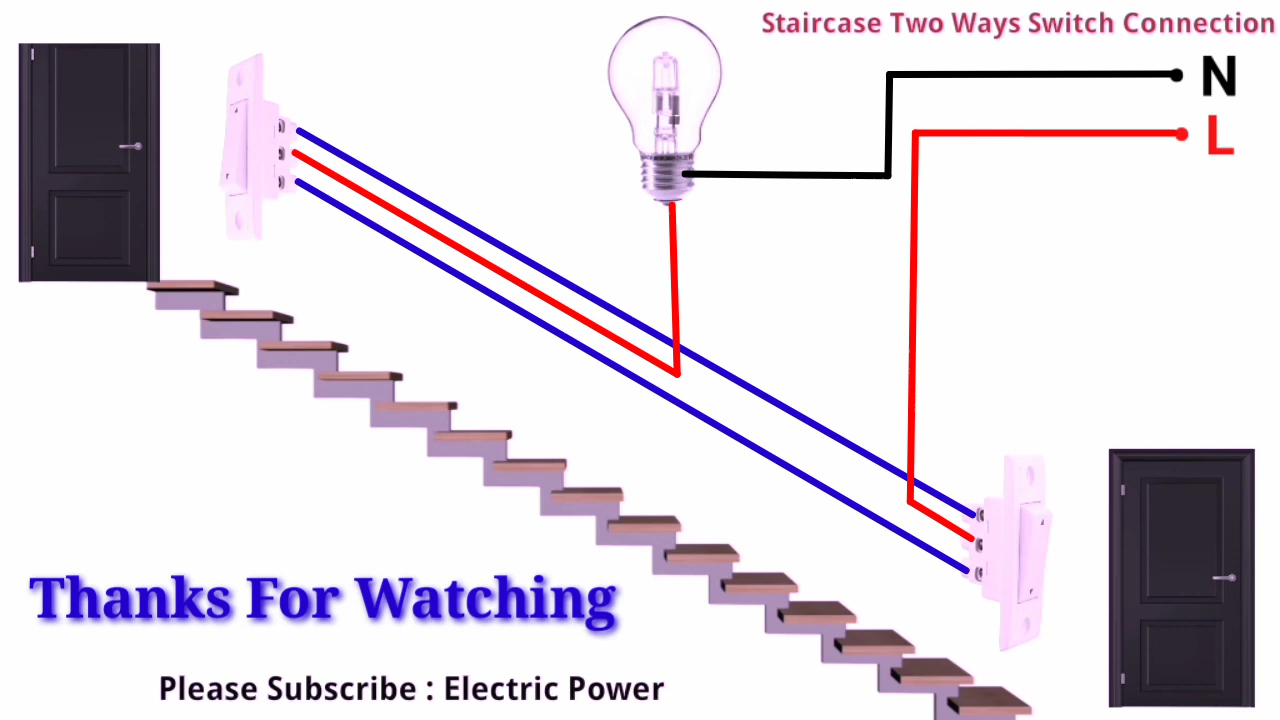 Staircase Two Ways Switch Connection
N
L
Thanks For Watching
Please Subscribe : Electric Power